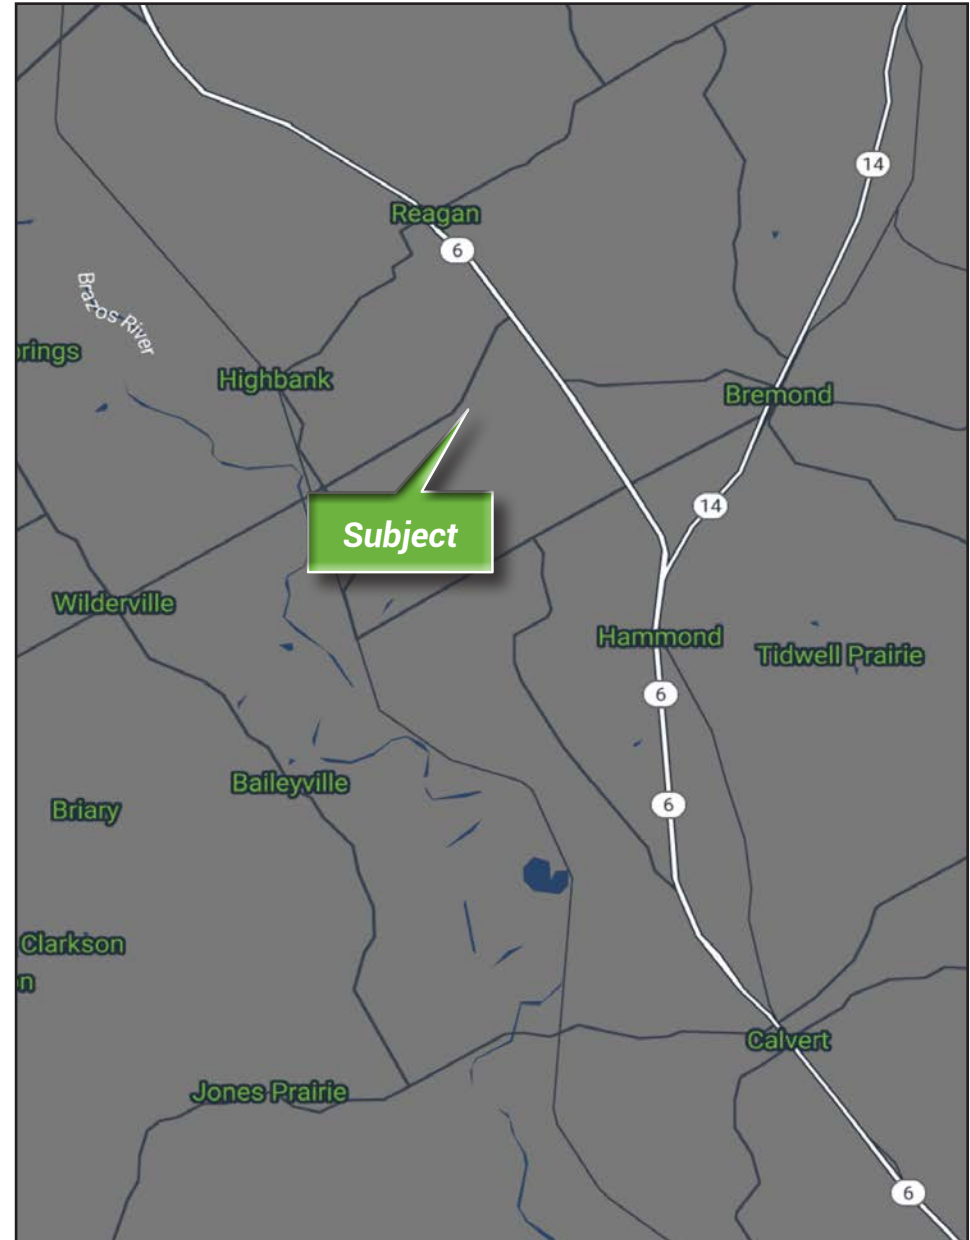 14
Reagan
6
Brazos River
rings
Highbank
Bremond
14
Subject
Wilderville
Hammond
Tidwell Prairie
6
Baileyville
6
Briary
Clarkson
n
Calvert
Jones Prairie
6